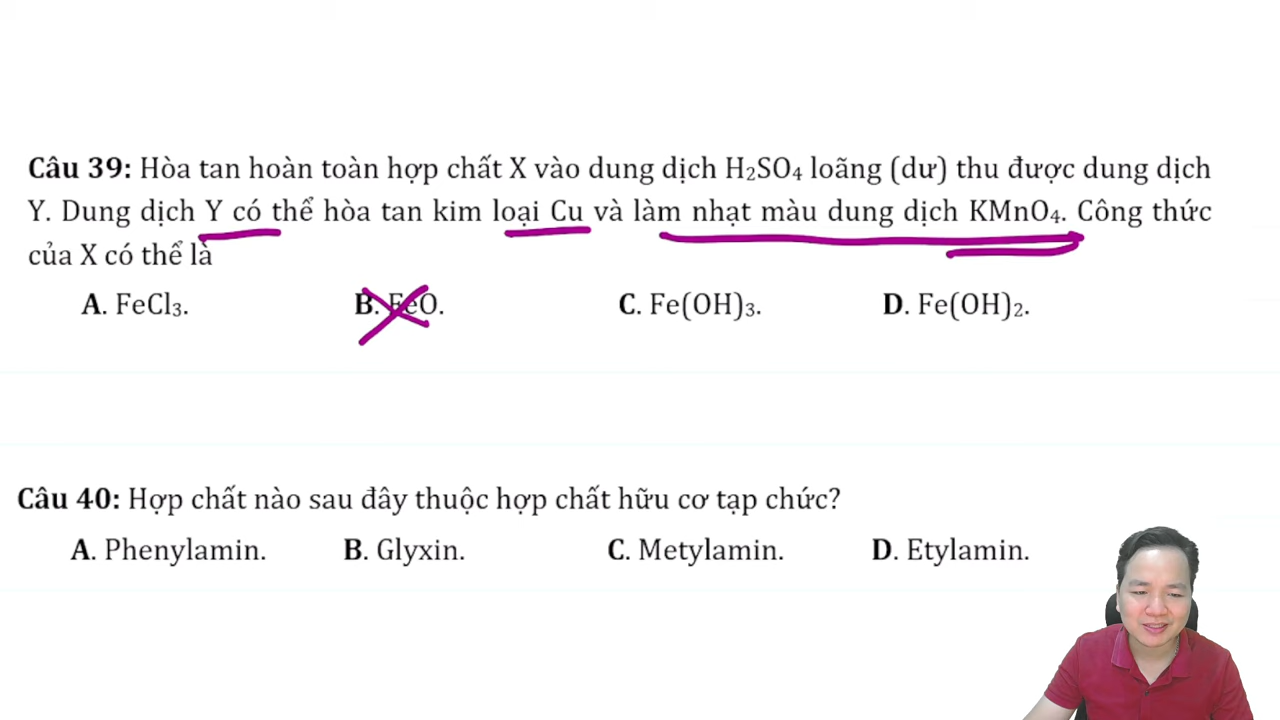 Câu 39: Hòa tan hoàn toàn hợp chất X vào dung dịch H₂SO₄ loãng (dư) thu được dung dịch
Y. Dung dịch Y có thể hòa tan kim loại Cu và làm nhạt màu dung dịch KMnO₄. Công thức
của X có thể là
A. FeCl₃. B. FeO. C. Fe(OH)₃. D. Fe(OH)₂.
Câu 40: Hợp chất nào sau đây thuộc hợp chất hữu cơ tạp chức?
A. Phenylamin. B. Glyxin. C. Metylamin. D. Etylamin.